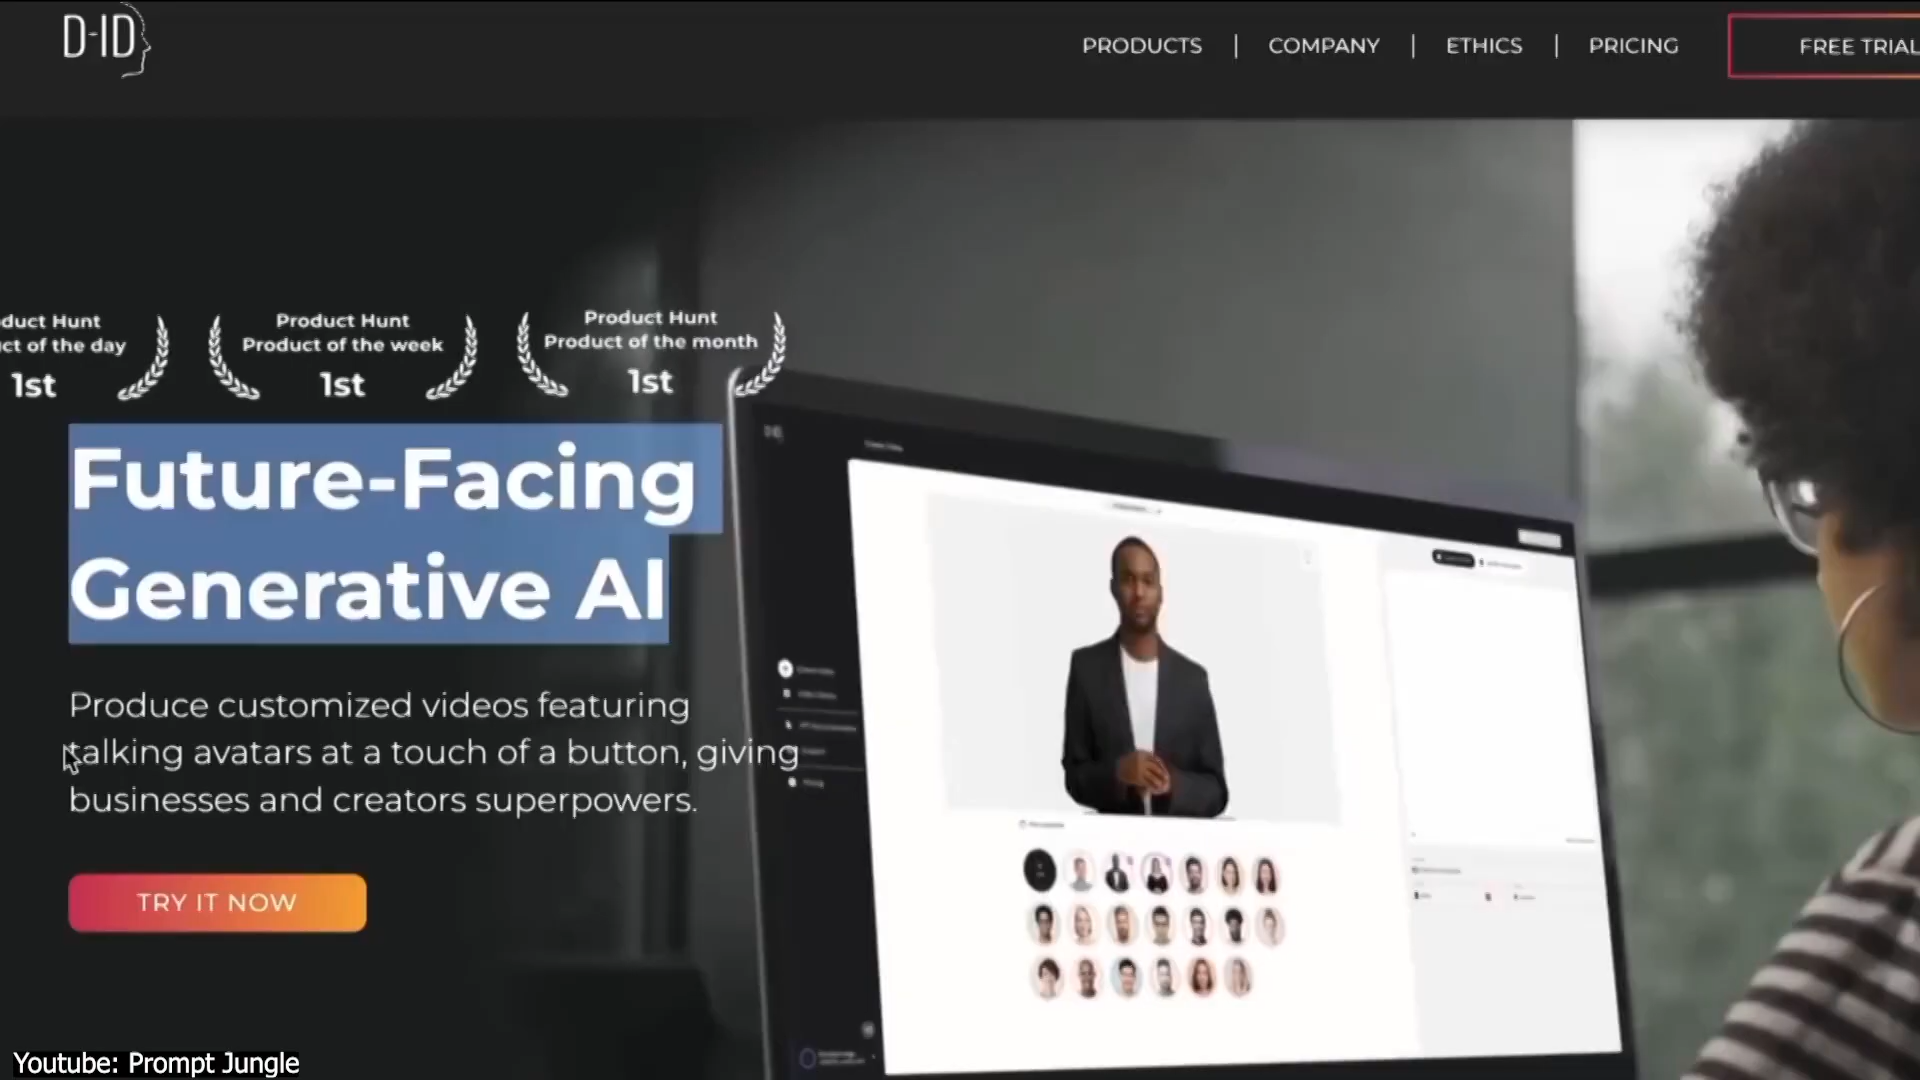 D-ID
PRODUCTS | COMPANY | ETHICS | PRICING
FREE TRIAL
duct Hunt
ct of the day
1st
Product Hunt
Product of the week
1st
Product Hunt
Product of the month
1st
Future-Facing
Generative AI
Produce customized videos featuring
talking avatars at a touch of a button, giving
businesses and creators superpowers.
TRY IT NOW
Youtube: Prompt Jungle